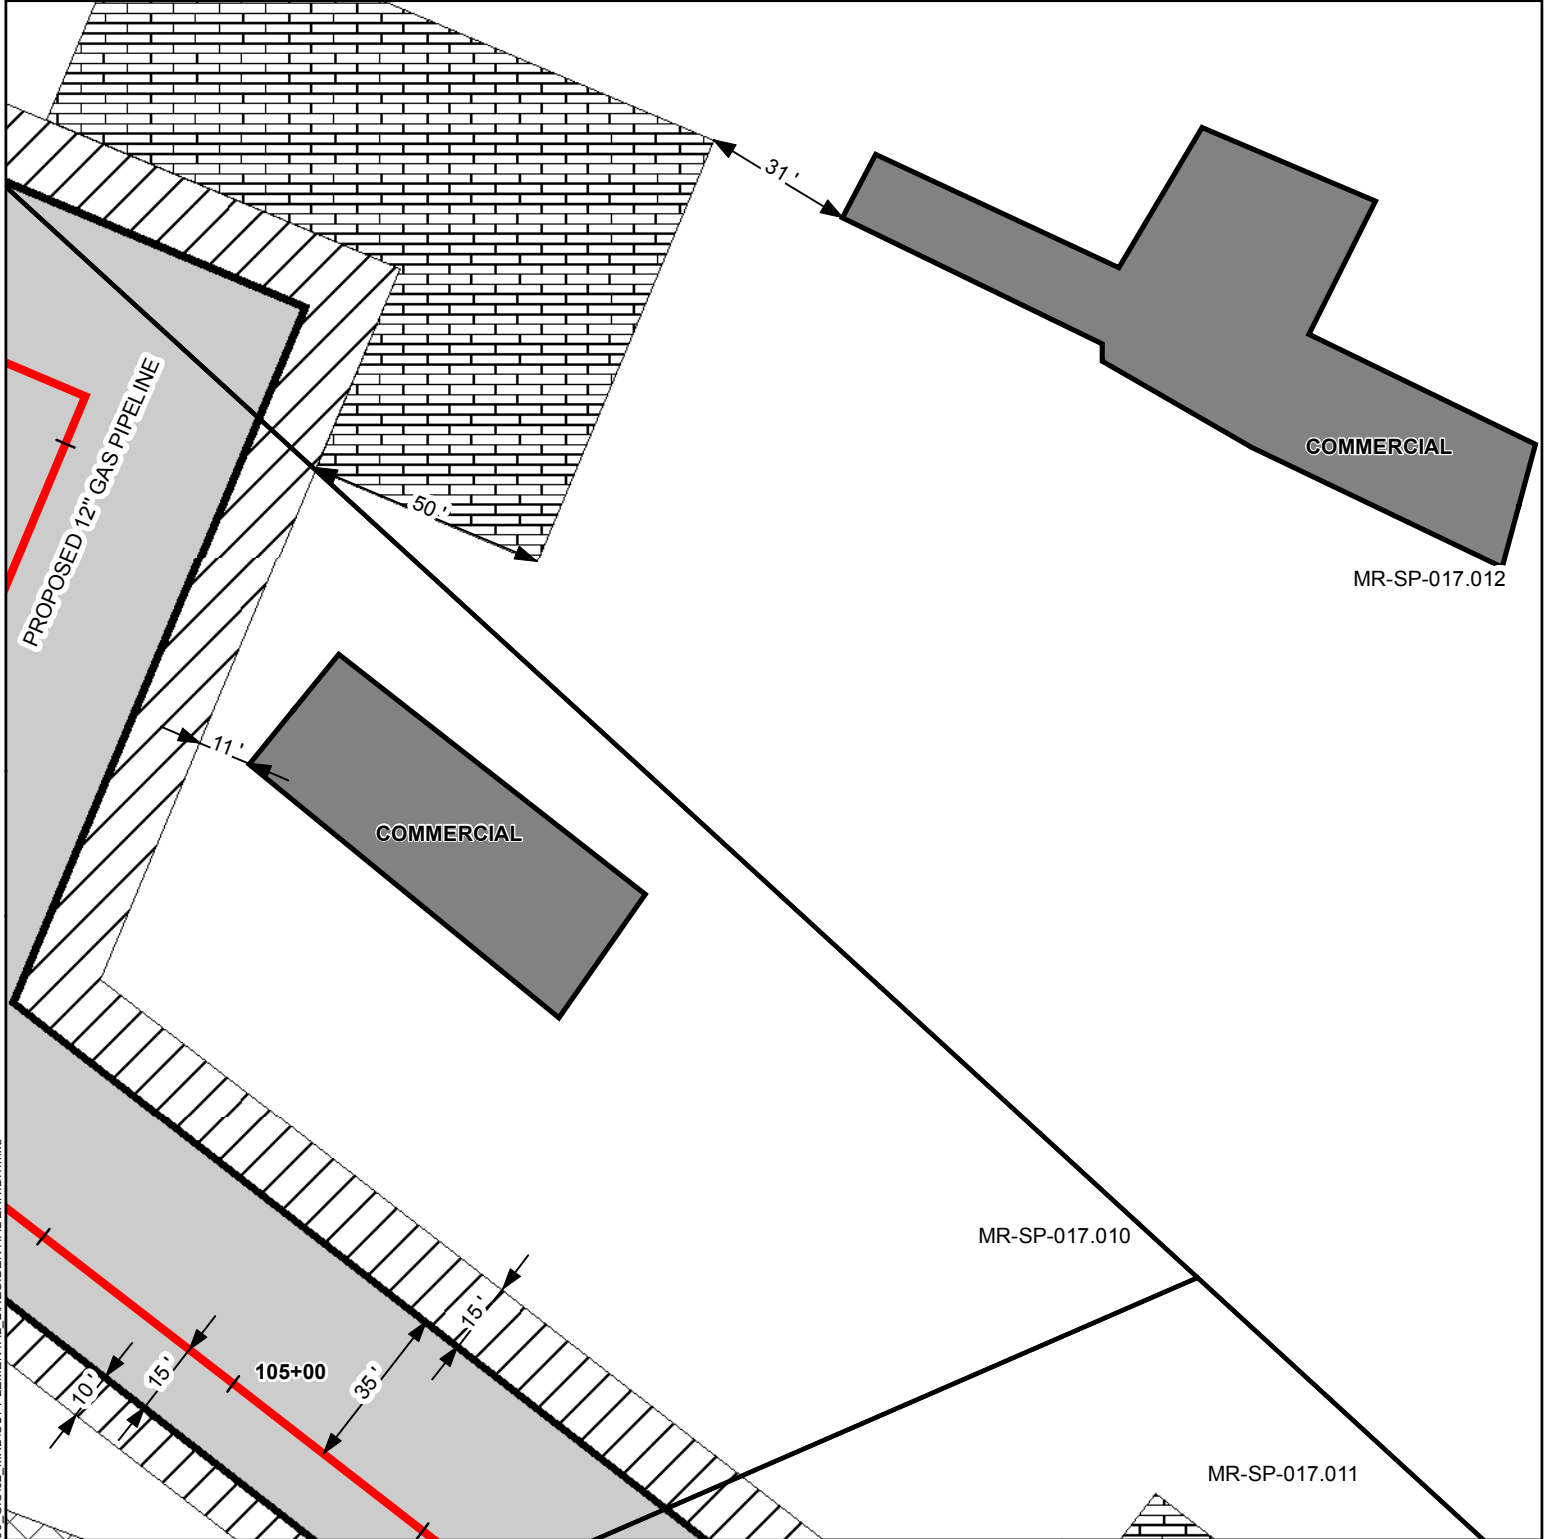 31'
COMMERCIAL
PROPOSED 12" GAS PIPELINE
50'
MR-SP-017.012
11'
COMMERCIAL
MR-SP-017.010
15'
105+00
35'
15'
10'
MR-SP-017.011